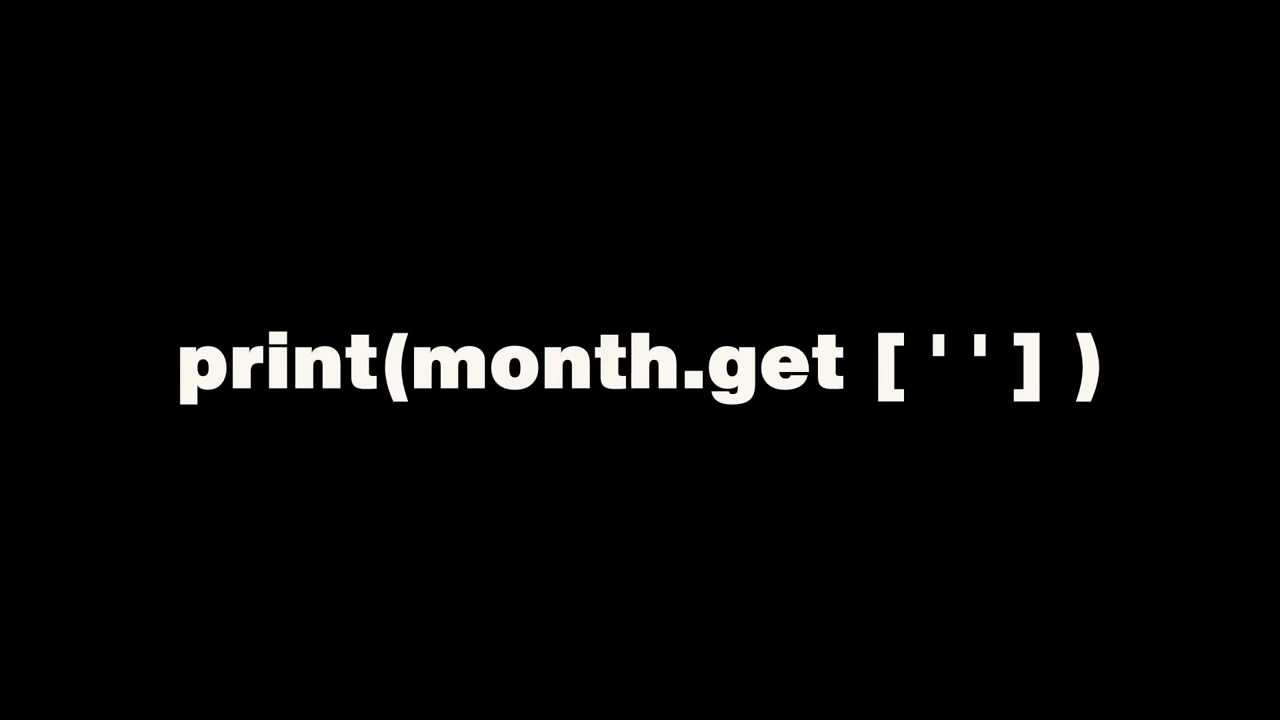 print(month.get [ ' ' ] )